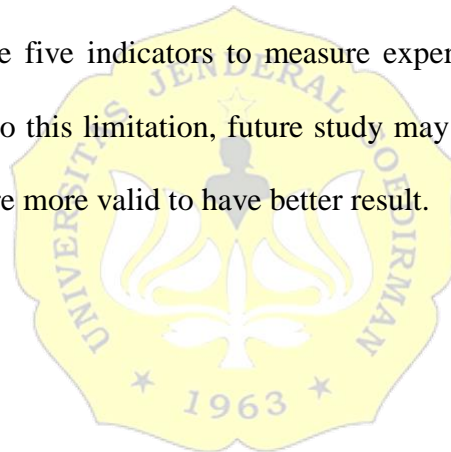 e five indicators to measure exper
o this limitation, future study may
re more valid to have better result.
UNIVERSITAS JENDERAL SOEDIRMAN
1963